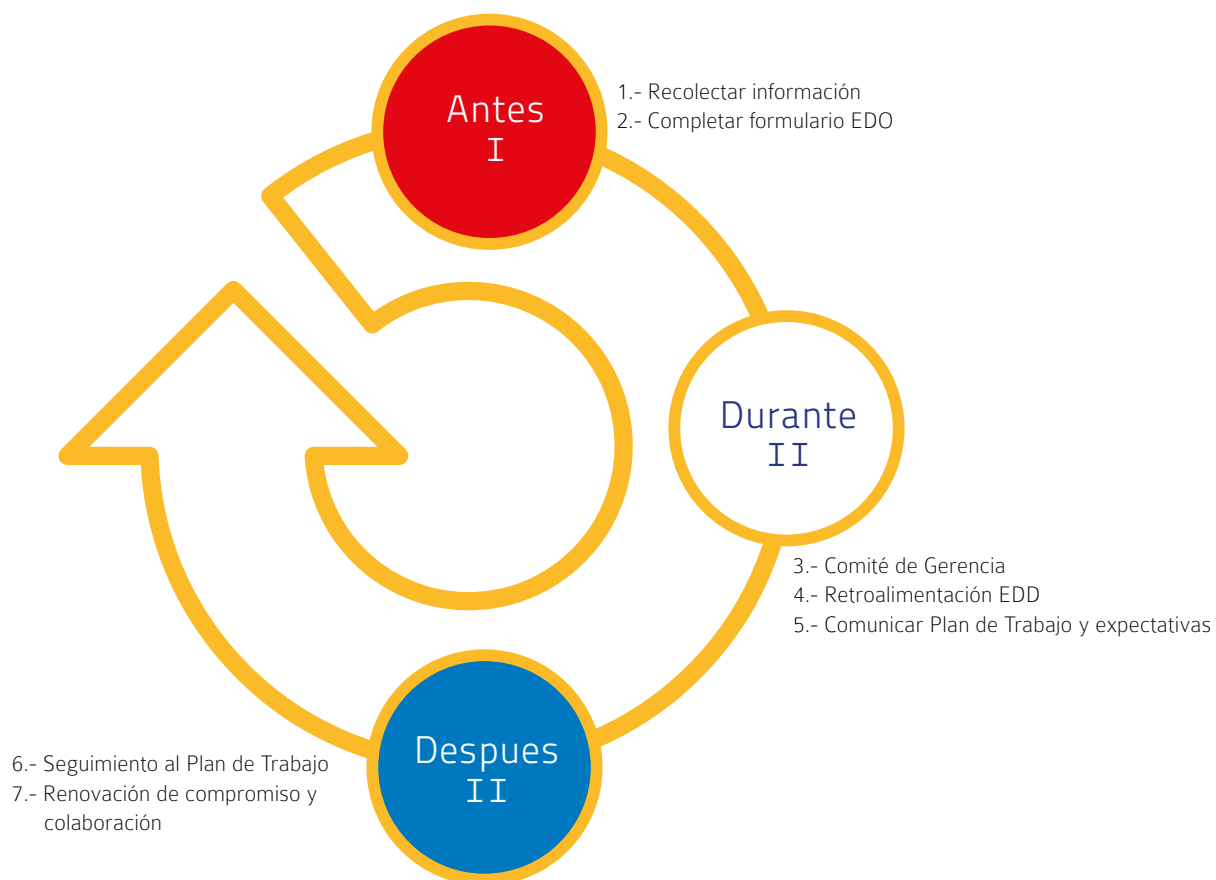 Antes
I
1.- Recolectar información
2.- Completar formulario EDO
Durante
II
3.- Comité de Gerencia
4.- Retroalimentación EDD
5.- Comunicar Plan de Trabajo y expectativas
Despues
II
6.- Seguimiento al Plan de Trabajo
7.- Renovación de compromiso y
colaboración